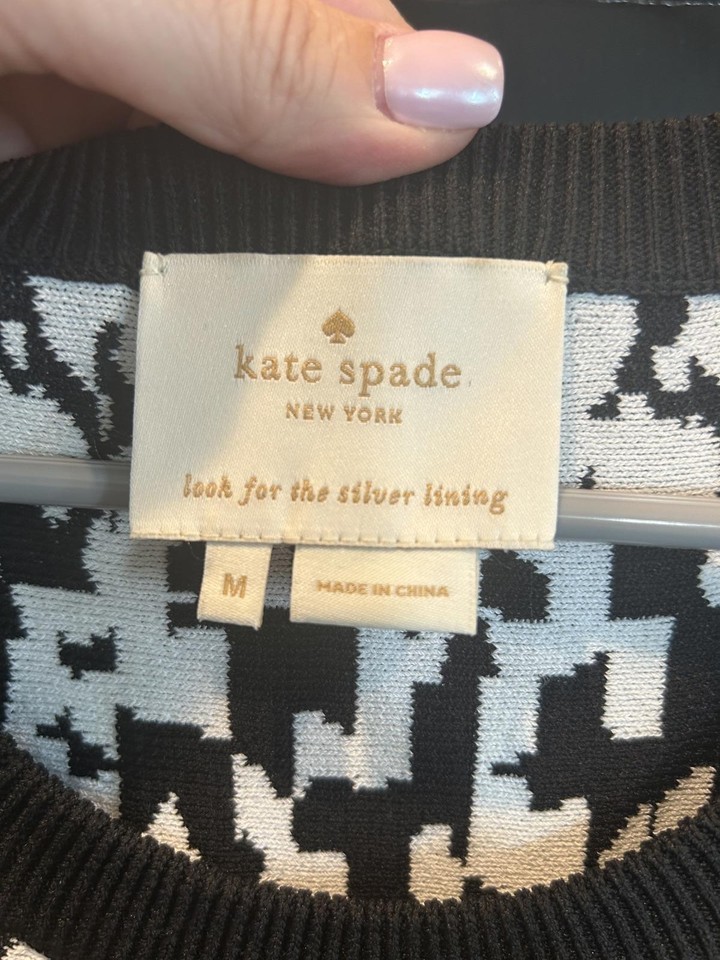 kate spade
NEW YORK
look for the silver lining
M
MADE IN CHINA